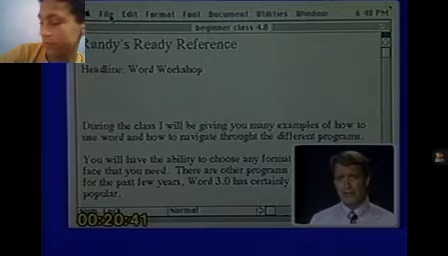 File Edit Format Font Document Utilities Window 6:48 PM
beginner class 4.0
Randy's Ready Reference
Headline: Word Workshop
During the class I will be giving you many examples of how to
use word and how to navigate throught the different programs.
You will have the ability to choose any format
face that you need. There are other programs
for the past few years, Word 3.0 has certainly
popular.
Num Lock Normal
00:20:41